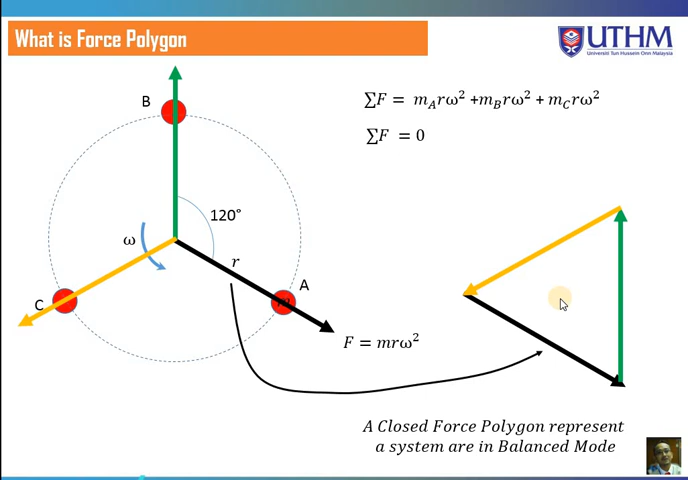 What is Force Polygon
UTHM
Universiti Tun Hussein Onn Malaysia
B
∑F = m_A rω² +m_B rω² + m_C rω²
∑F = 0
120°
ω
r
A
m
C
F = mrω²
A Closed Force Polygon represent
a system are in Balanced Mode